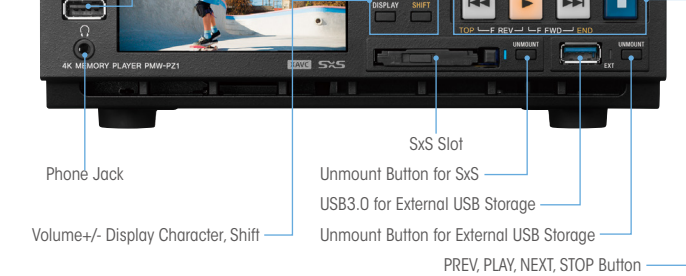 DISPLAY SHIFT
TOP F REV F FWD END
UNMOUNT UNMOUNT
4K MEMORY PLAYER PMW-PZ1 XAVC SxS
EXT
SxS Slot
Phone Jack Unmount Button for SxS
USB3.0 for External USB Storage
Volume+/- Display Character, Shift Unmount Button for External USB Storage
PREV, PLAY, NEXT, STOP Button